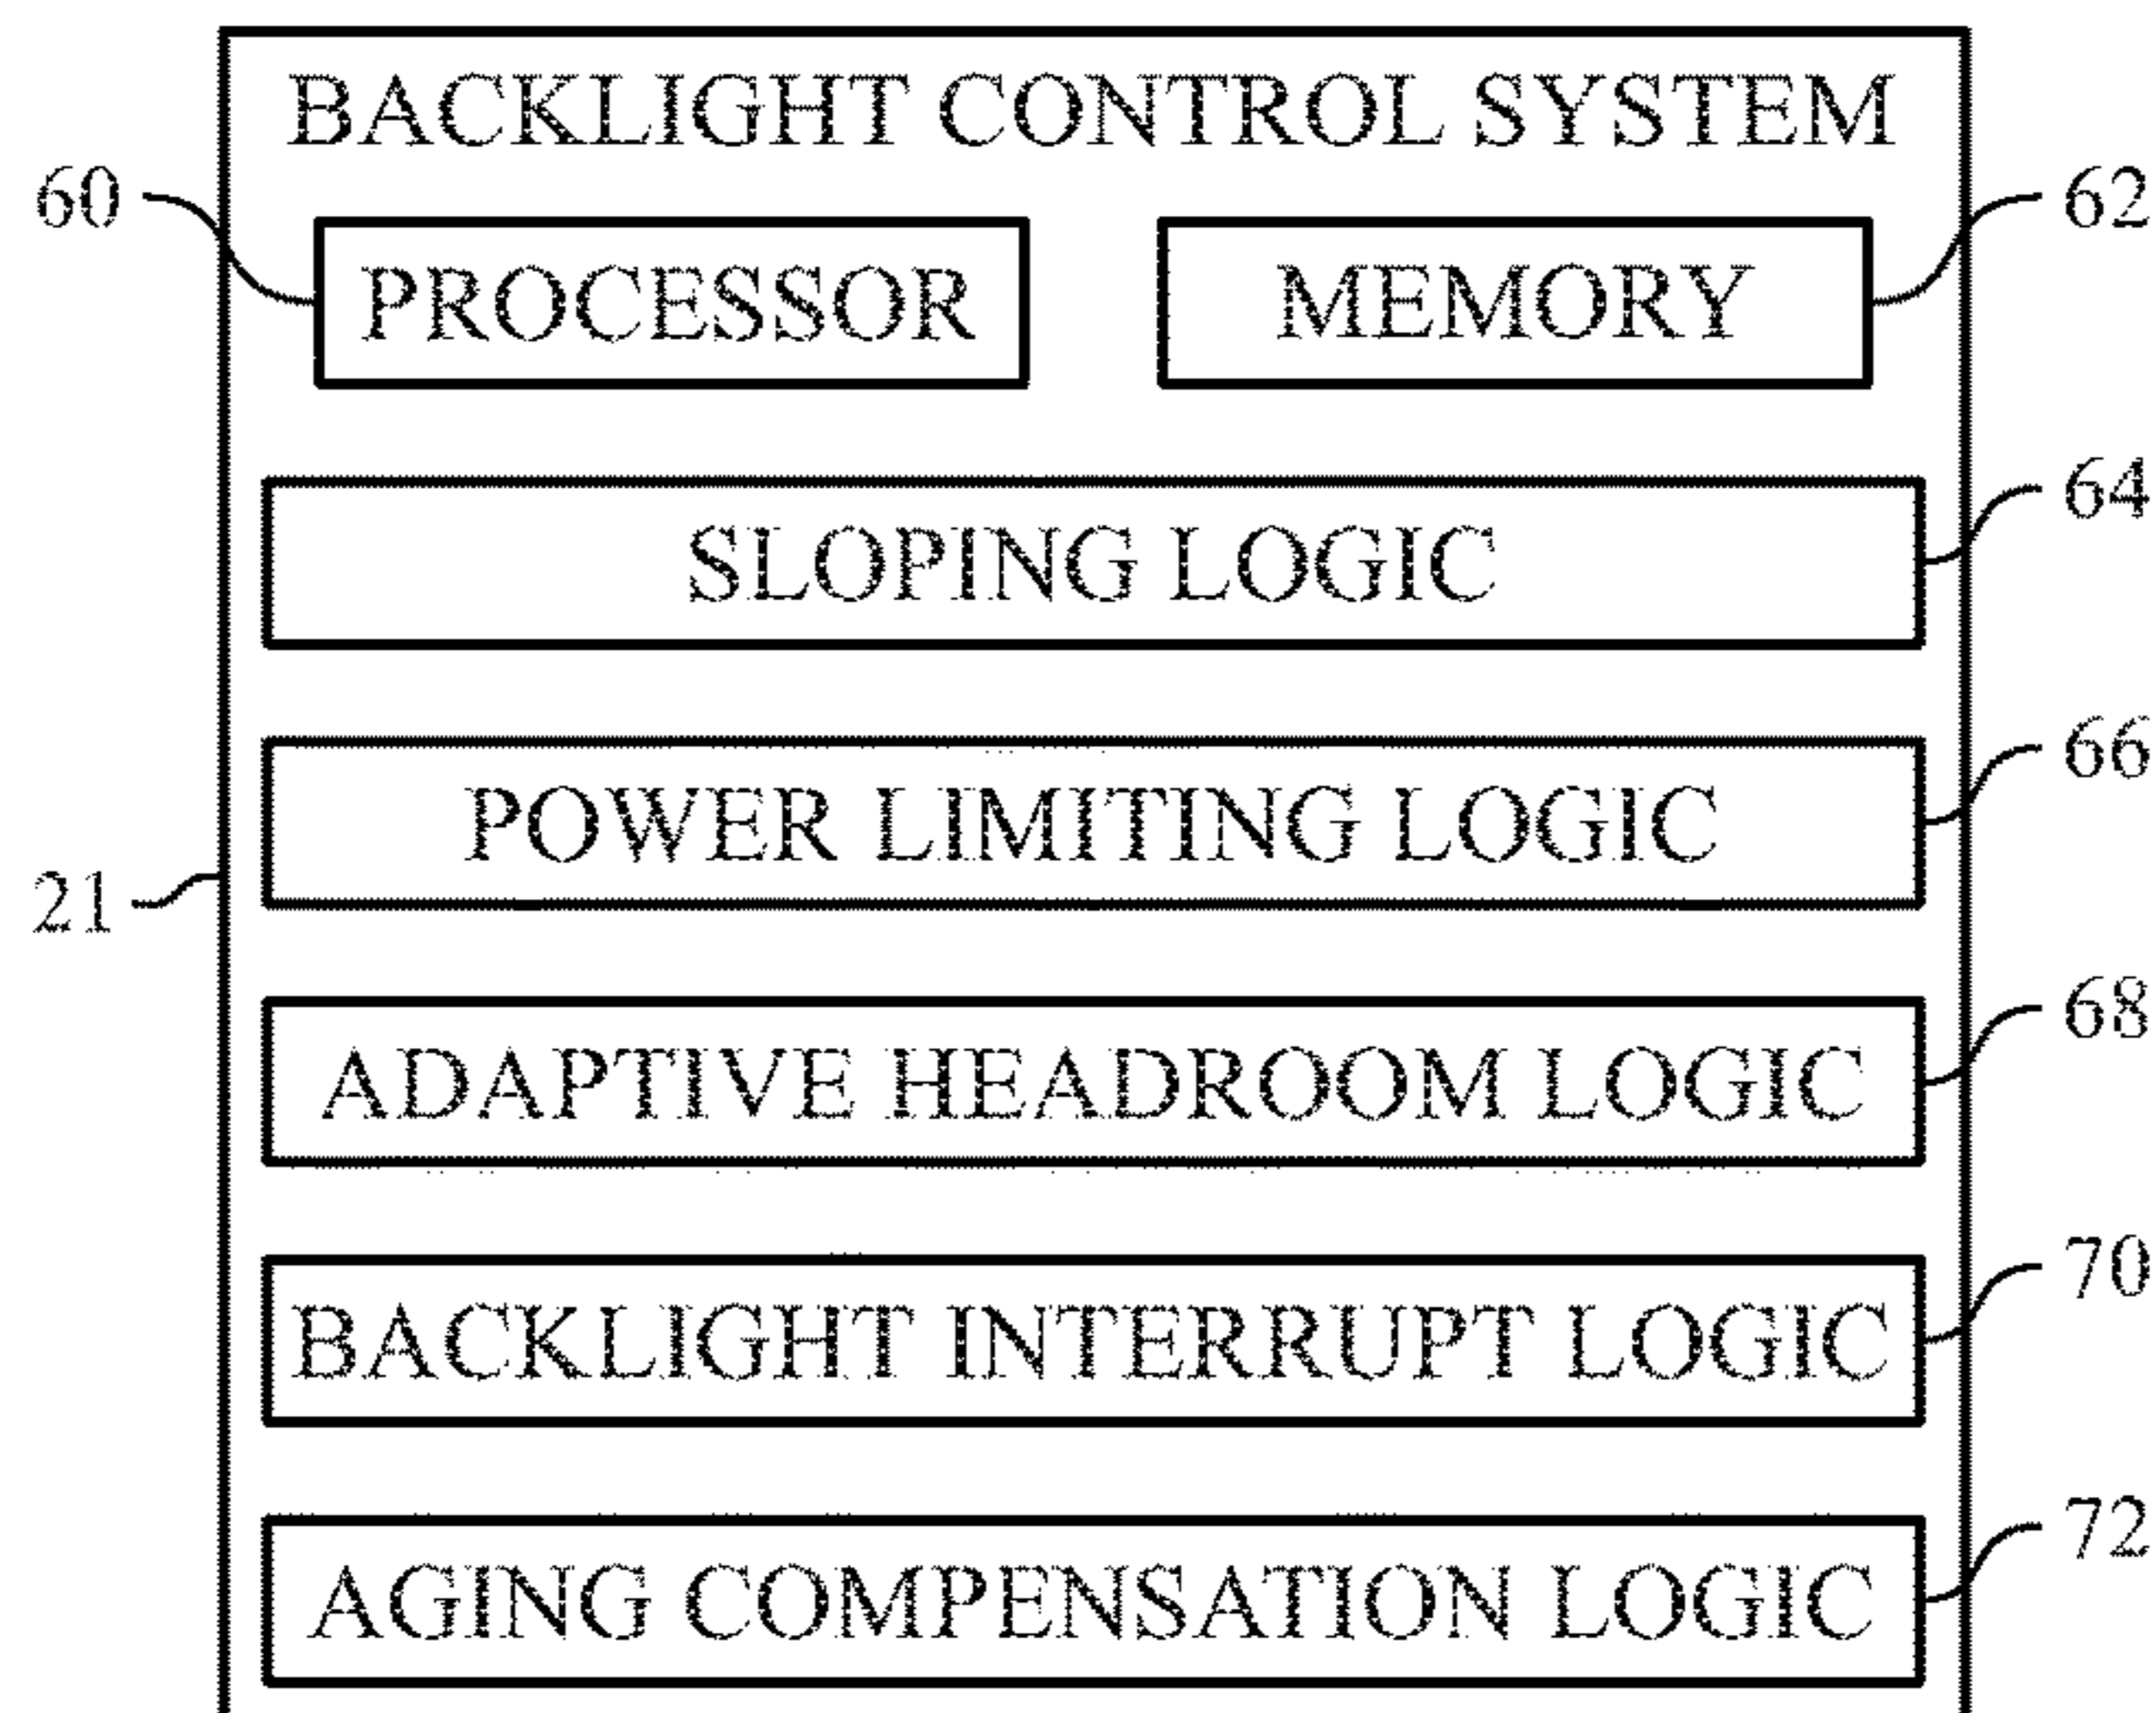 BACKLIGHT CONTROL SYSTEM
60
62
PROCESSOR
MEMORY
64
SLOPING LOGIC
66
POWER LIMITING LOGIC
21
68
ADAPTIVE HEADROOM LOGIC
70
BACKLIGHT INTERRUPT LOGIC
72
AGING COMPENSATION LOGIC